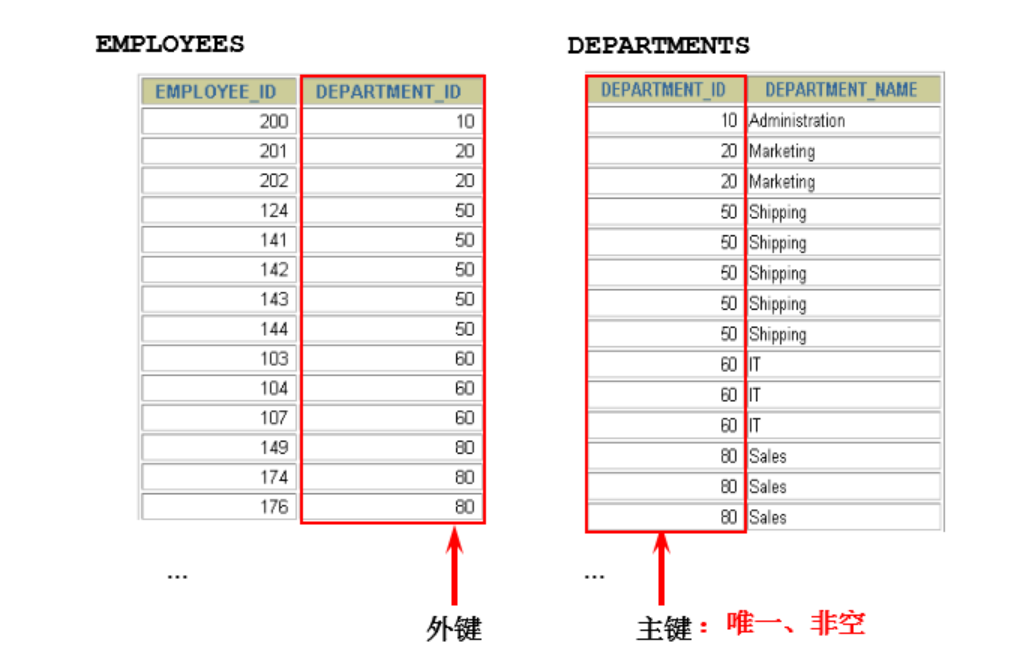 EMPLOYEES
EMPLOYEE_ID DEPARTMENT_ID
200 10
201 20
202 20
124 50
141 50
142 50
143 50
144 50
103 60
104 60
107 60
149 80
174 80
176 80
...
外键
DEPARTMENTS
DEPARTMENT_ID DEPARTMENT_NAME
10 Administration
20 Marketing
20 Marketing
50 Shipping
50 Shipping
50 Shipping
50 Shipping
50 Shipping
60 IT
60 IT
60 IT
80 Sales
80 Sales
80 Sales
...
主键：唯一、非空